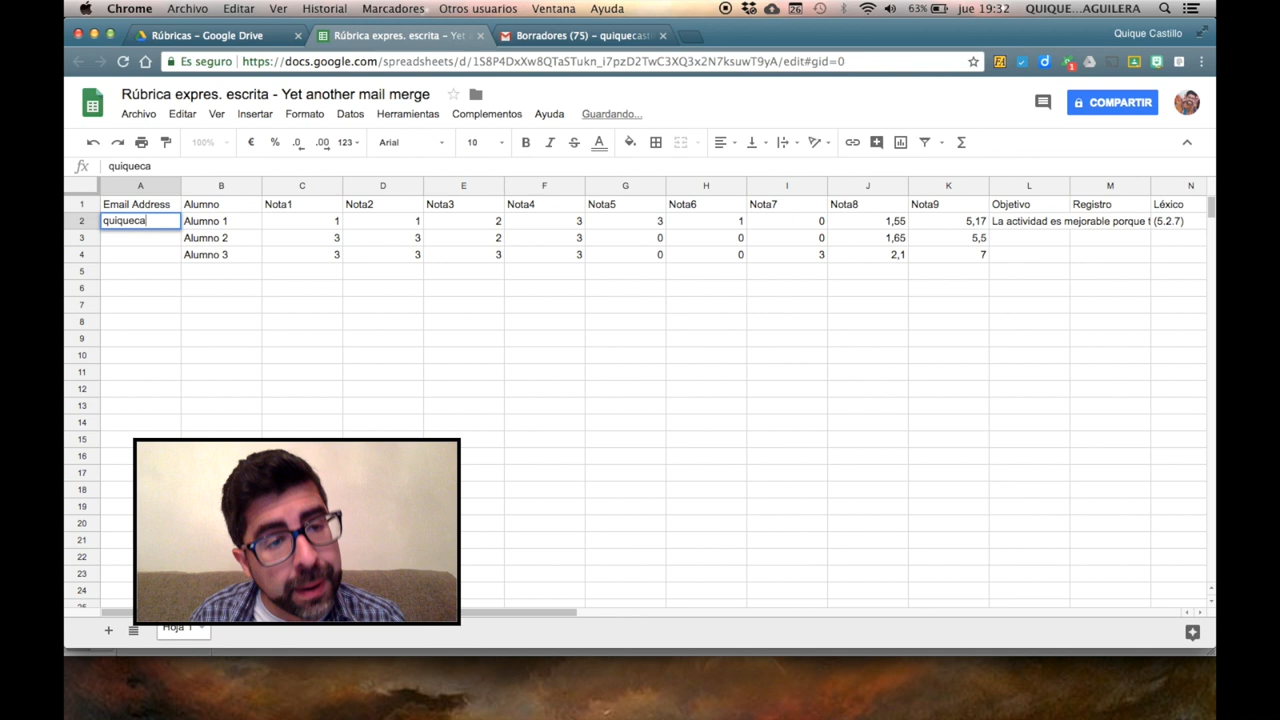 Chrome Archivo Editar Ver Historial Marcadores Otros usuarios Ventana Ayuda 26 63% jue 19:32 QUIQUE...AGUILERA
Rúbricas – Google Drive × Rúbrica expres. escrita - Yet × Borradores (75) – quiquecasti × Quique Castillo
Es seguro https://docs.google.com/spreadsheets/d/1S8P4DxXw8QTaSTukn_i7pzD2TwC3XQ3x2N7ksuwT9yA/edit#gid=0
Rúbrica expres. escrita - Yet another mail merge
Archivo Editar Ver Insertar Formato Datos Herramientas Complementos Ayuda Guardando...
COMPARTIR
100% € % .0 .00 123 Arial 10 B I S A Σ
fx quiqueca
A B C D E F G H I J K L M N
1 Email Address Alumno Nota1 Nota2 Nota3 Nota4 Nota5 Nota6 Nota7 Nota8 Nota9 Objetivo Registro Léxico
2 quiqueca Alumno 1 1 1 2 3 3 1 0 1,55 5,17 La actividad es mejorable porque t (5.2.7)
3 Alumno 2 3 3 2 3 0 0 0 1,65 5,5
4 Alumno 3 3 3 3 3 0 0 3 2,1 7
5
6
7
8
9
10
11
12
13
14
15
16
17
18
19
20
21
22
23
24
Hoja 1